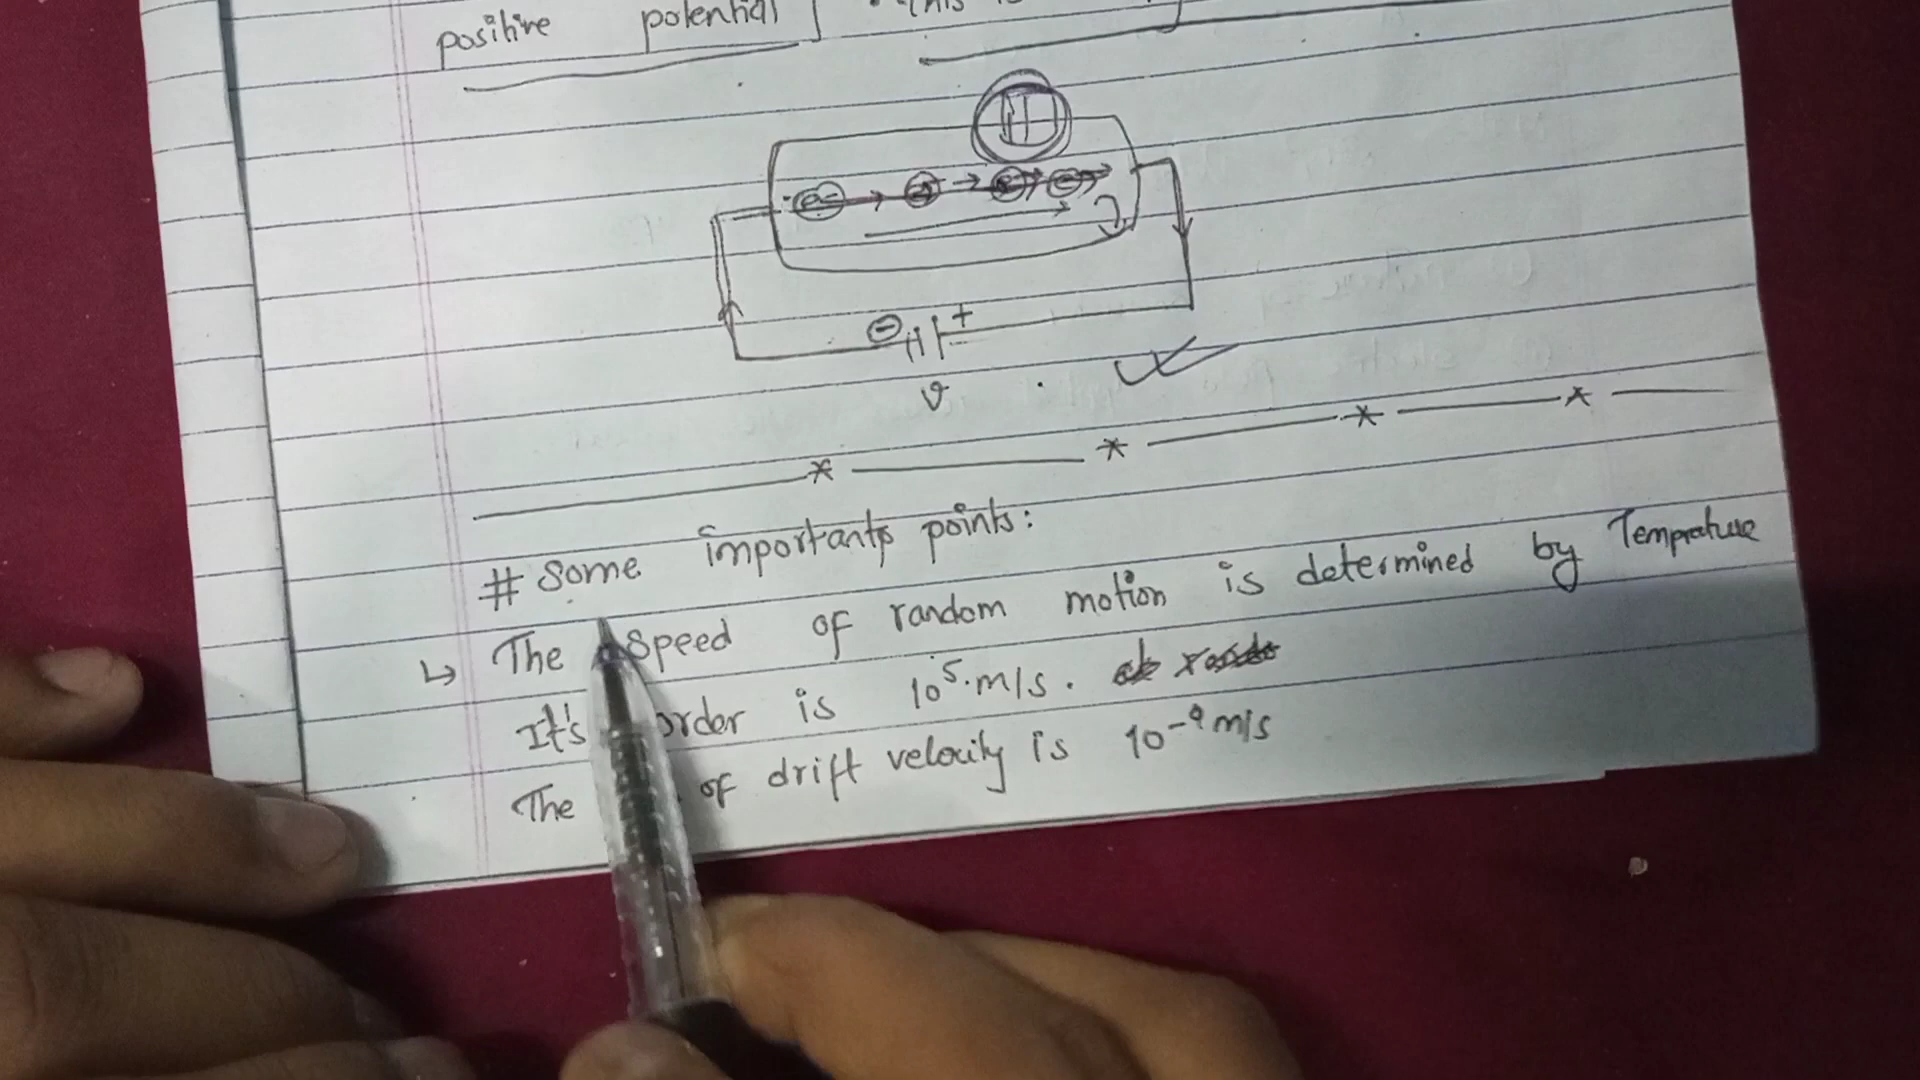 positive potential
⊖ +
V
# Some importants points:
↳ The speed of random motion is determined by Temprature
It's order is 10⁵.m/s.
The of drift velocity is 10⁻⁴ m/s